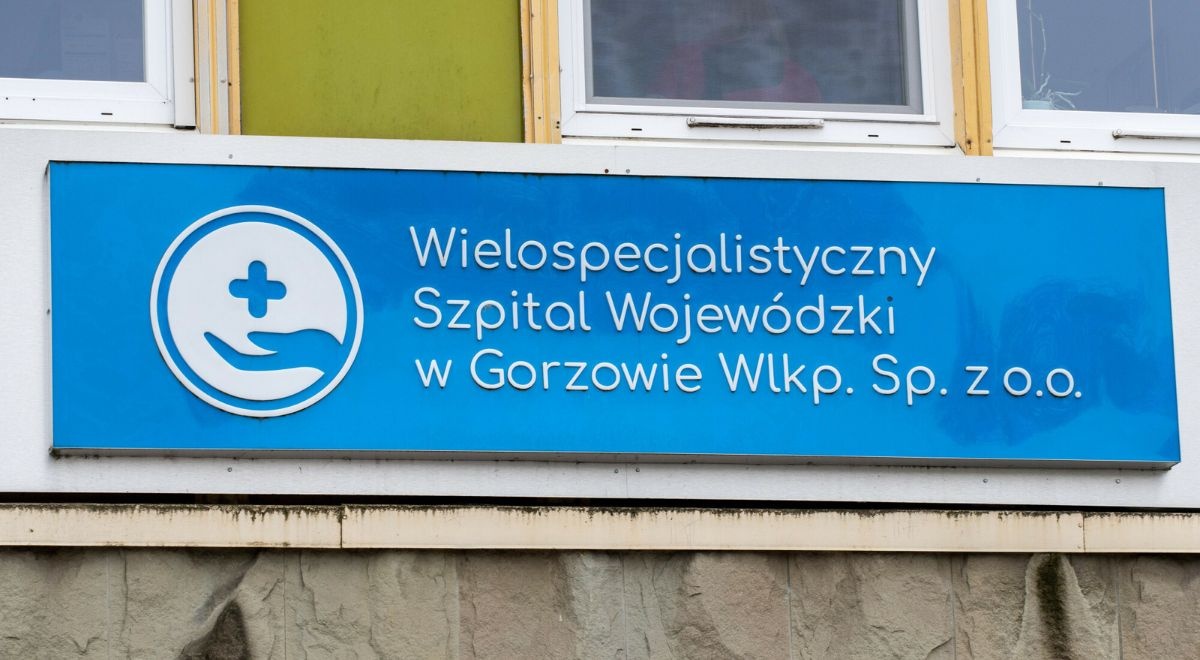 Wielospecjalistyczny
Szpital Wojewódzki
w Gorzowie Wlkp. Sp. z o.o.